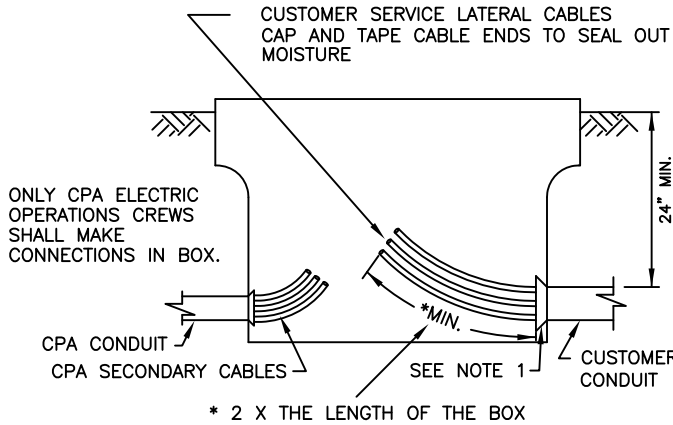 CUSTOMER SERVICE LATERAL CABLES
CAP AND TAPE CABLE ENDS TO SEAL OUT
MOISTURE
24" MIN.
ONLY CPA ELECTRIC
OPERATIONS CREWS
SHALL MAKE
CONNECTIONS IN BOX.
*MIN.
CPA CONDUIT
CPA SECONDARY CABLES
SEE NOTE 1
CUSTOMER
CONDUIT
* 2 X THE LENGTH OF THE BOX